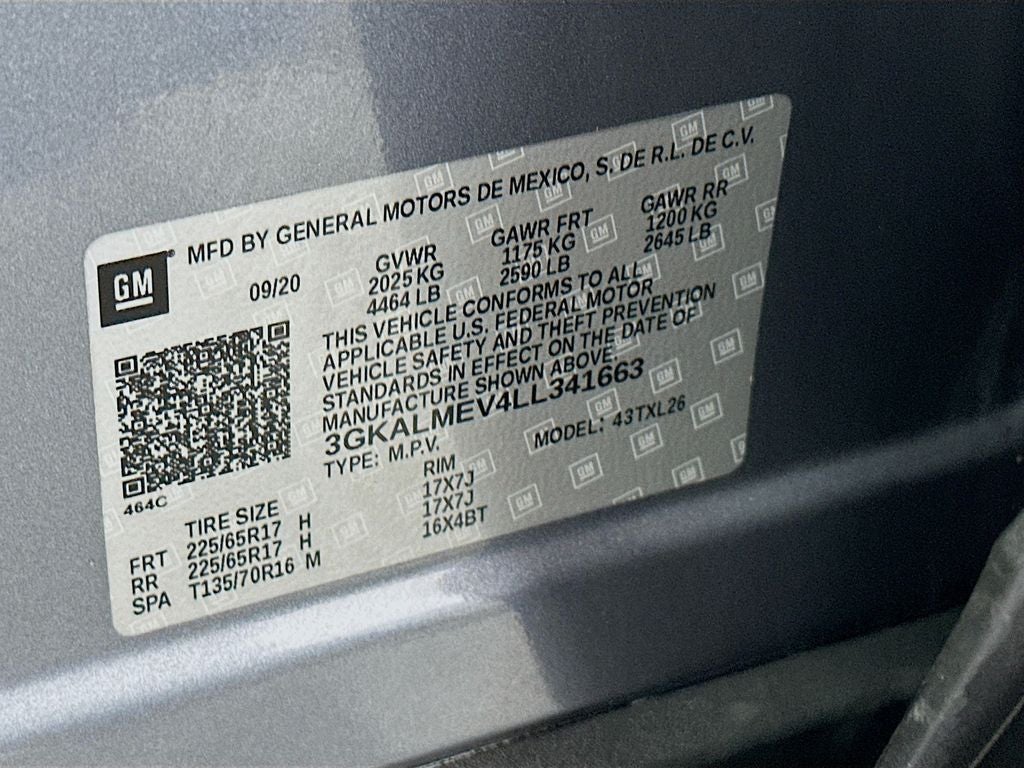 MFD BY GENERAL MOTORS DE MEXICO, S. DE R.L. DE C.V.
GM
®
09/20
GVWR
2025 KG
4464 LB
GAWR FRT
1175 KG
2590 LB
GAWR RR
1200 KG
2645 LB
THIS VEHICLE CONFORMS TO ALL
APPLICABLE U.S. FEDERAL MOTOR
VEHICLE SAFETY AND THEFT PREVENTION
STANDARDS IN EFFECT ON THE DATE OF
MANUFACTURE SHOWN ABOVE.
3GKALMEV4LL341663
TYPE: M.P.V.
MODEL: 43TXL26
464C
TIRE SIZE
RIM
FRT 225/65R17 H 17X7J
RR 225/65R17 H 17X7J
SPA T135/70R16 M 16X4BT